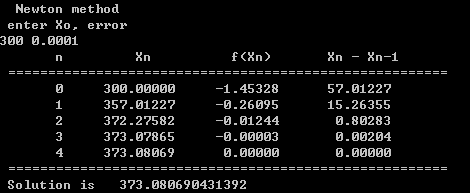 Newton method
enter Xo, error
300 0.0001
n Xn f(Xn) Xn - Xn-1
================================================
0 300.00000 -1.45328 57.01227
1 357.01227 -0.26095 15.26355
2 372.27582 -0.01244 0.80283
3 373.07865 -0.00003 0.00204
4 373.08069 0.00000 0.00000
================================================
Solution is 373.080690431392